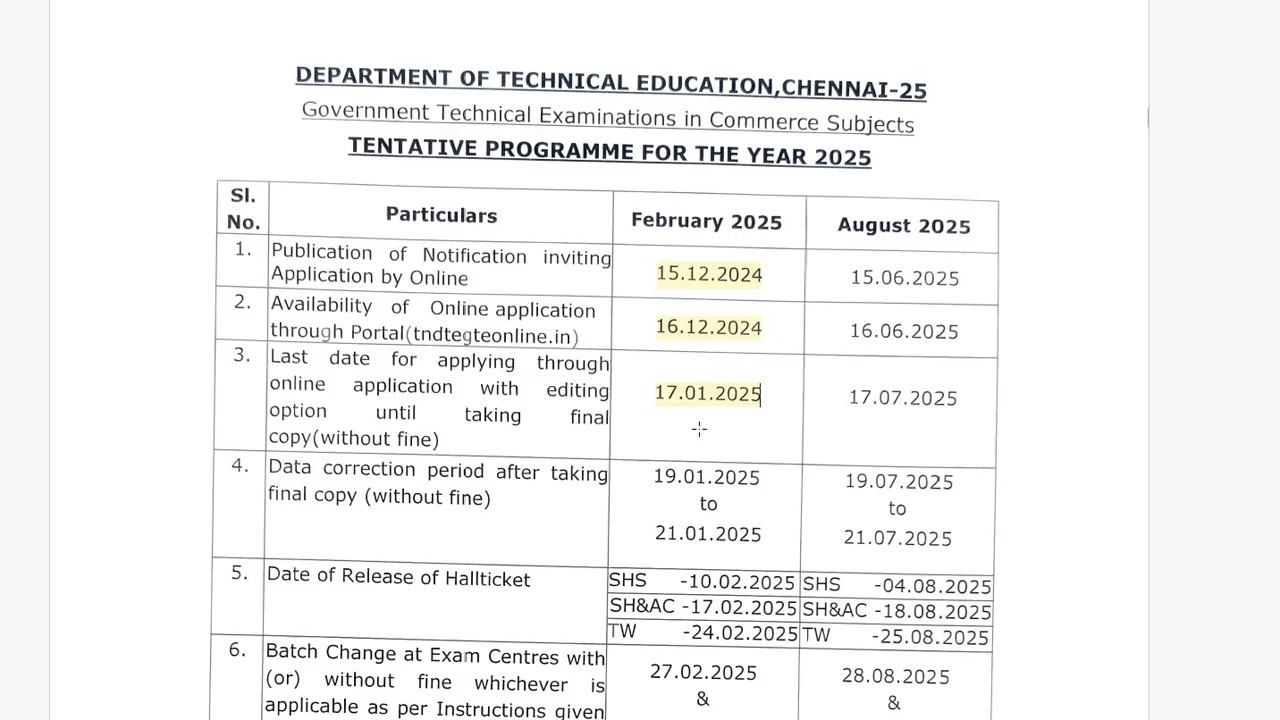 DEPARTMENT OF TECHNICAL EDUCATION,CHENNAI-25
Government Technical Examinations in Commerce Subjects
TENTATIVE PROGRAMME FOR THE YEAR 2025
Sl. No. Particulars February 2025 August 2025
1. Publication of Notification inviting
Application by Online 15.12.2024 15.06.2025
2. Availability of Online application
through Portal(tndtegteonline.in) 16.12.2024 16.06.2025
3. Last date for applying through
online application with editing
option until taking final
copy(without fine) 17.01.2025 17.07.2025
4. Data correction period after taking
final copy (without fine)
19.01.2025
to
21.01.2025
19.07.2025
to
21.07.2025
5. Date of Release of Hallticket
SHS -10.02.2025 SHS -04.08.2025
SH&AC -17.02.2025 SH&AC -18.08.2025
TW -24.02.2025 TW -25.08.2025
6. Batch Change at Exam Centres with
(or) without fine whichever is
applicable as per Instructions given
27.02.2025
&
28.08.2025
&